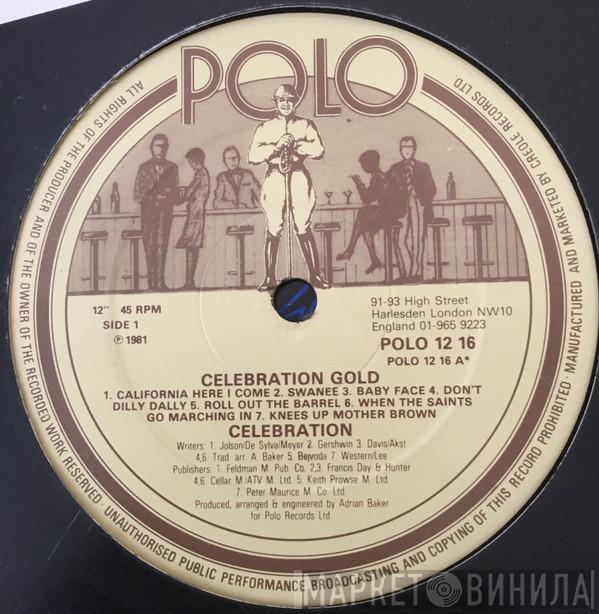 POLO
ALL RIGHTS OF THE PRODUCER AND OF THE OWNER OF THE RECORDED WORK RESERVED · UNAUTHORISED PUBLIC PERFORMANCE, BROADCASTING AND COPYING OF THIS RECORD PROHIBITED · MANUFACTURED AND MARKETED BY CREOLE RECORDS LTD.
12" 45 RPM
SIDE 1
℗ 1981
91-93 High Street
Harlesden London NW10
England 01-965 9223
POLO 12 16
POLO 12 16 A*
CELEBRATION GOLD
1. CALIFORNIA HERE I COME 2. SWANEE 3. BABY FACE 4. DON'T
DILLY DALLY 5. ROLL OUT THE BARREL 6. WHEN THE SAINTS
GO MARCHING IN 7. KNEES UP MOTHER BROWN
CELEBRATION
Writers: 1. Jolson/De Sylva/Meyer 2. Gershwin 3. Davis/Akst
4,6. Trad arr. A Baker 5. Bejvoda 7. Western/Lee
Publishers: 1. Feldman M. Pub. Co. 2,3. Francis Day & Hunter
4,6. Cellar M./ATV M. Ltd. 5. Keith Prowse M. Ltd.
7. Peter Maurice M. Co. Ltd.
Produced, arranged & engineered by Adrian Baker
for Polo Records Ltd.
МАРКЕТ ВИНИЛА